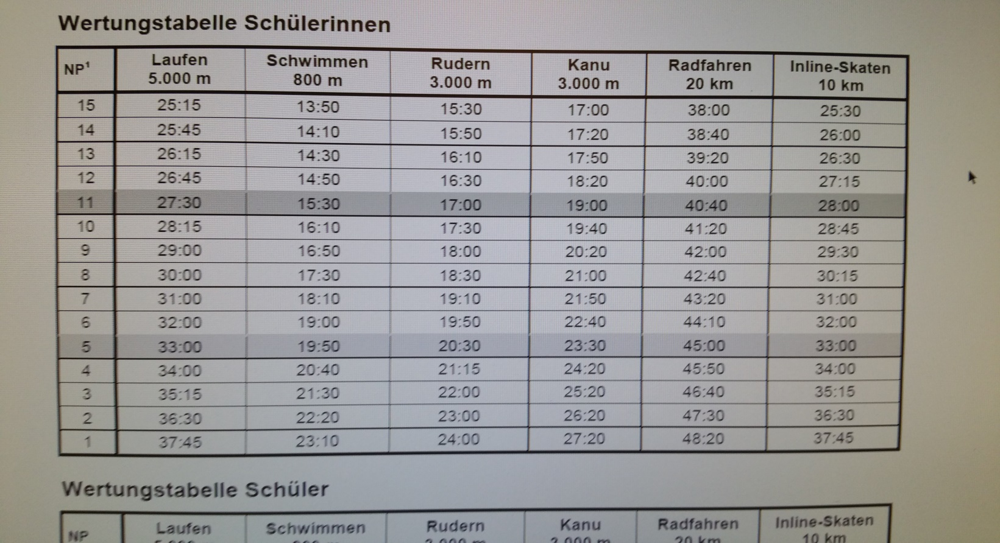 Wertungstabelle Schülerinnen
NP¹ Laufen 5.000 m Schwimmen 800 m Rudern 3.000 m Kanu 3.000 m Radfahren 20 km Inline-Skaten 10 km
15 25:15 13:50 15:30 17:00 38:00 25:30
14 25:45 14:10 15:50 17:20 38:40 26:00
13 26:15 14:30 16:10 17:50 39:20 26:30
12 26:45 14:50 16:30 18:20 40:00 27:15
11 27:30 15:30 17:00 19:00 40:40 28:00
10 28:15 16:10 17:30 19:40 41:20 28:45
9 29:00 16:50 18:00 20:20 42:00 29:30
8 30:00 17:30 18:30 21:00 42:40 30:15
7 31:00 18:10 19:10 21:50 43:20 31:00
6 32:00 19:00 19:50 22:40 44:10 32:00
5 33:00 19:50 20:30 23:30 45:00 33:00
4 34:00 20:40 21:15 24:20 45:50 34:00
3 35:15 21:30 22:00 25:20 46:40 35:15
2 36:30 22:20 23:00 26:20 47:30 36:30
1 37:45 23:10 24:00 27:20 48:20 37:45
Wertungstabelle Schüler
NP Laufen Schwimmen Rudern Kanu Radfahren Inline-Skaten
20 km 10 km